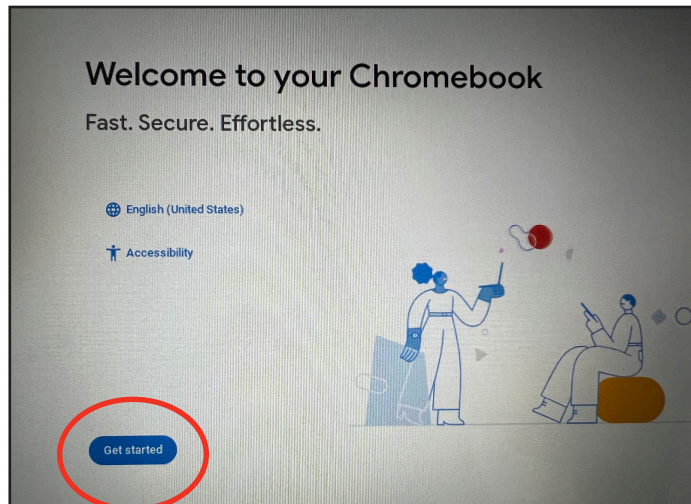 Welcome to your Chromebook
Fast. Secure. Effortless.
English (United States)
Accessibility
Get started